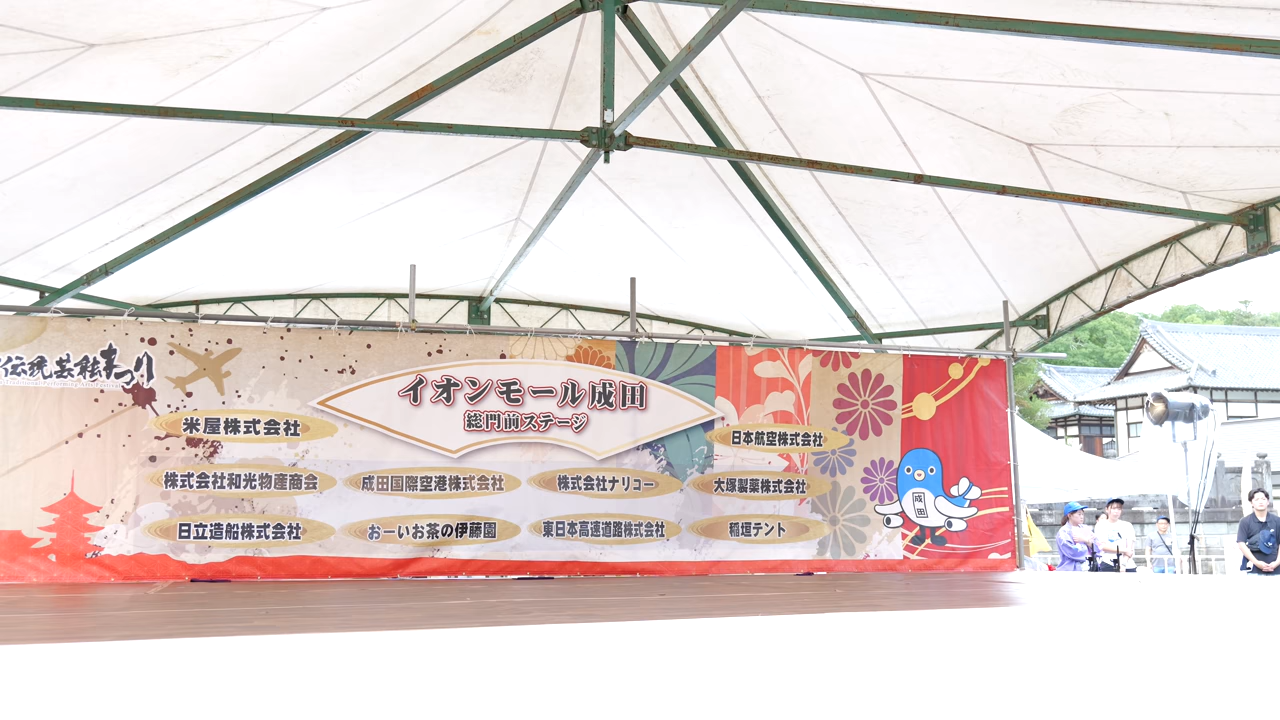 伝統芸能まつり
Traditional Performing Arts Festival
イオンモール成田
総門前ステージ
米屋株式会社
日本航空株式会社
株式会社和光物産商会
成田国際空港株式会社
株式会社ナリコー
大塚製薬株式会社
日立造船株式会社
おーいお茶の伊藤園
東日本高速道路株式会社
稲垣テント
成田